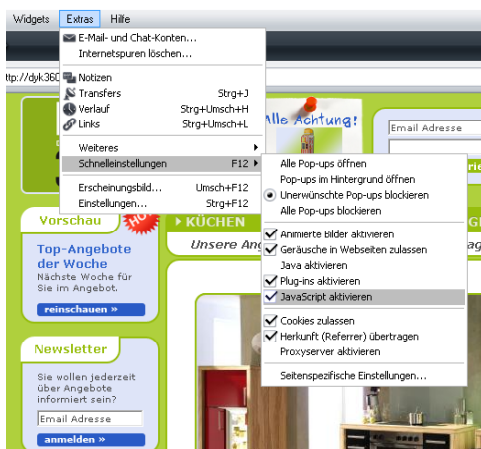 Widgets Extras Hilfe
E-Mail- und Chat-Konten...
Internetspuren löschen...
ttp://dyk360
Notizen
Transfers Strg+J
Verlauf Strg+Umsch+H
Links Strg+Umsch+L
Weiteres
Schnelleinstellungen F12
Erscheinungsbild... Umsch+F12
Einstellungen... Strg+F12
Alle Pop-ups öffnen
Pop-ups im Hintergrund öffnen
Unerwünschte Pop-ups blockieren
Alle Pop-ups blockieren
Animierte Bilder aktivieren
Geräusche in Webseiten zulassen
Java aktivieren
Plug-ins aktivieren
JavaScript aktivieren
Cookies zulassen
Herkunft (Referrer) übertragen
Proxyserver aktivieren
Seitenspezifische Einstellungen...
Alle Achtung!
Email Adresse
Vorschau HOT
KÜCHEN
Unsere
Top-Angebote
der Woche
Nächste Woche für
Sie im Angebot.
reinschauen »
Newsletter
Sie wollen jederzeit
über Angebote
informiert sein?
Email Adresse
anmelden »